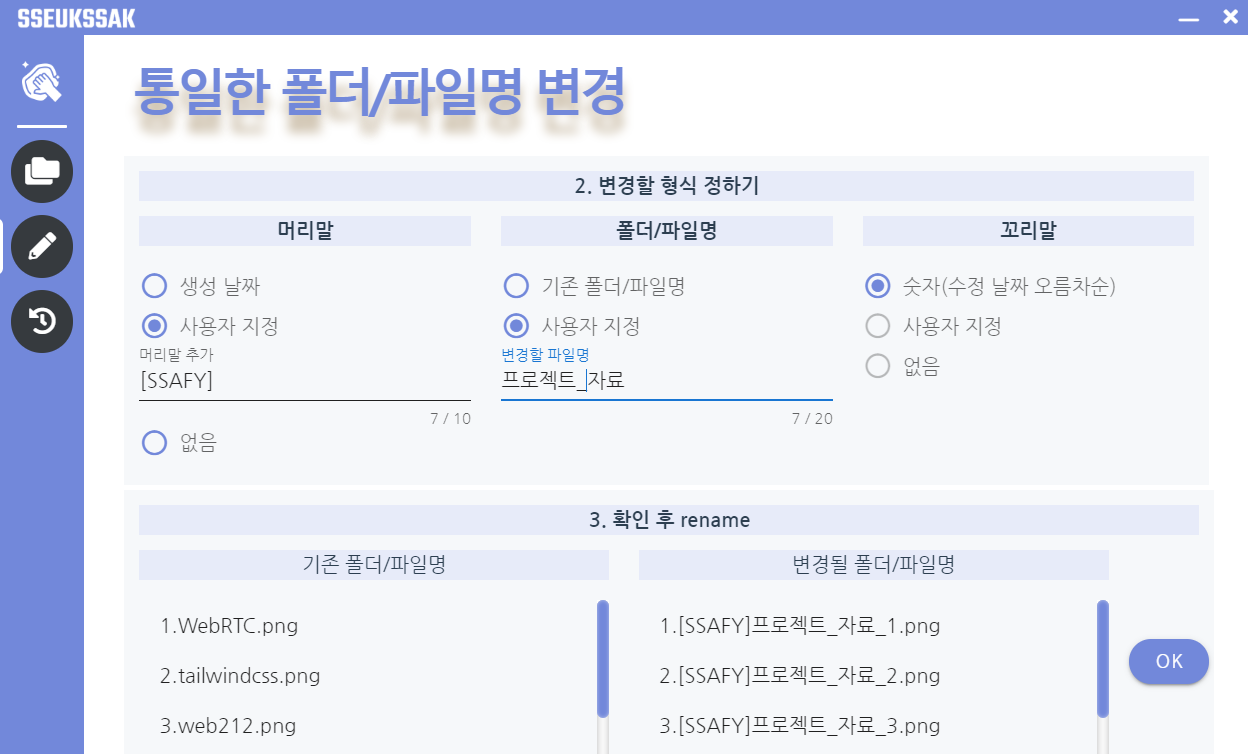 SSEUKSSAK
통일한 폴더/파일명 변경
2. 변경할 형식 정하기
머리말
폴더/파일명
꼬리말
생성 날짜
기존 폴더/파일명
숫자(수정 날짜 오름차순)
사용자 지정
사용자 지정
사용자 지정
머리말 추가
변경할 파일명
없음
[SSAFY]
프로젝트_자료
7 / 10
7 / 20
없음
3. 확인 후 rename
기존 폴더/파일명
변경될 폴더/파일명
1.WebRTC.png
1.[SSAFY]프로젝트_자료_1.png
OK
2.tailwindcss.png
2.[SSAFY]프로젝트_자료_2.png
3.web212.png
3.[SSAFY]프로젝트_자료_3.png